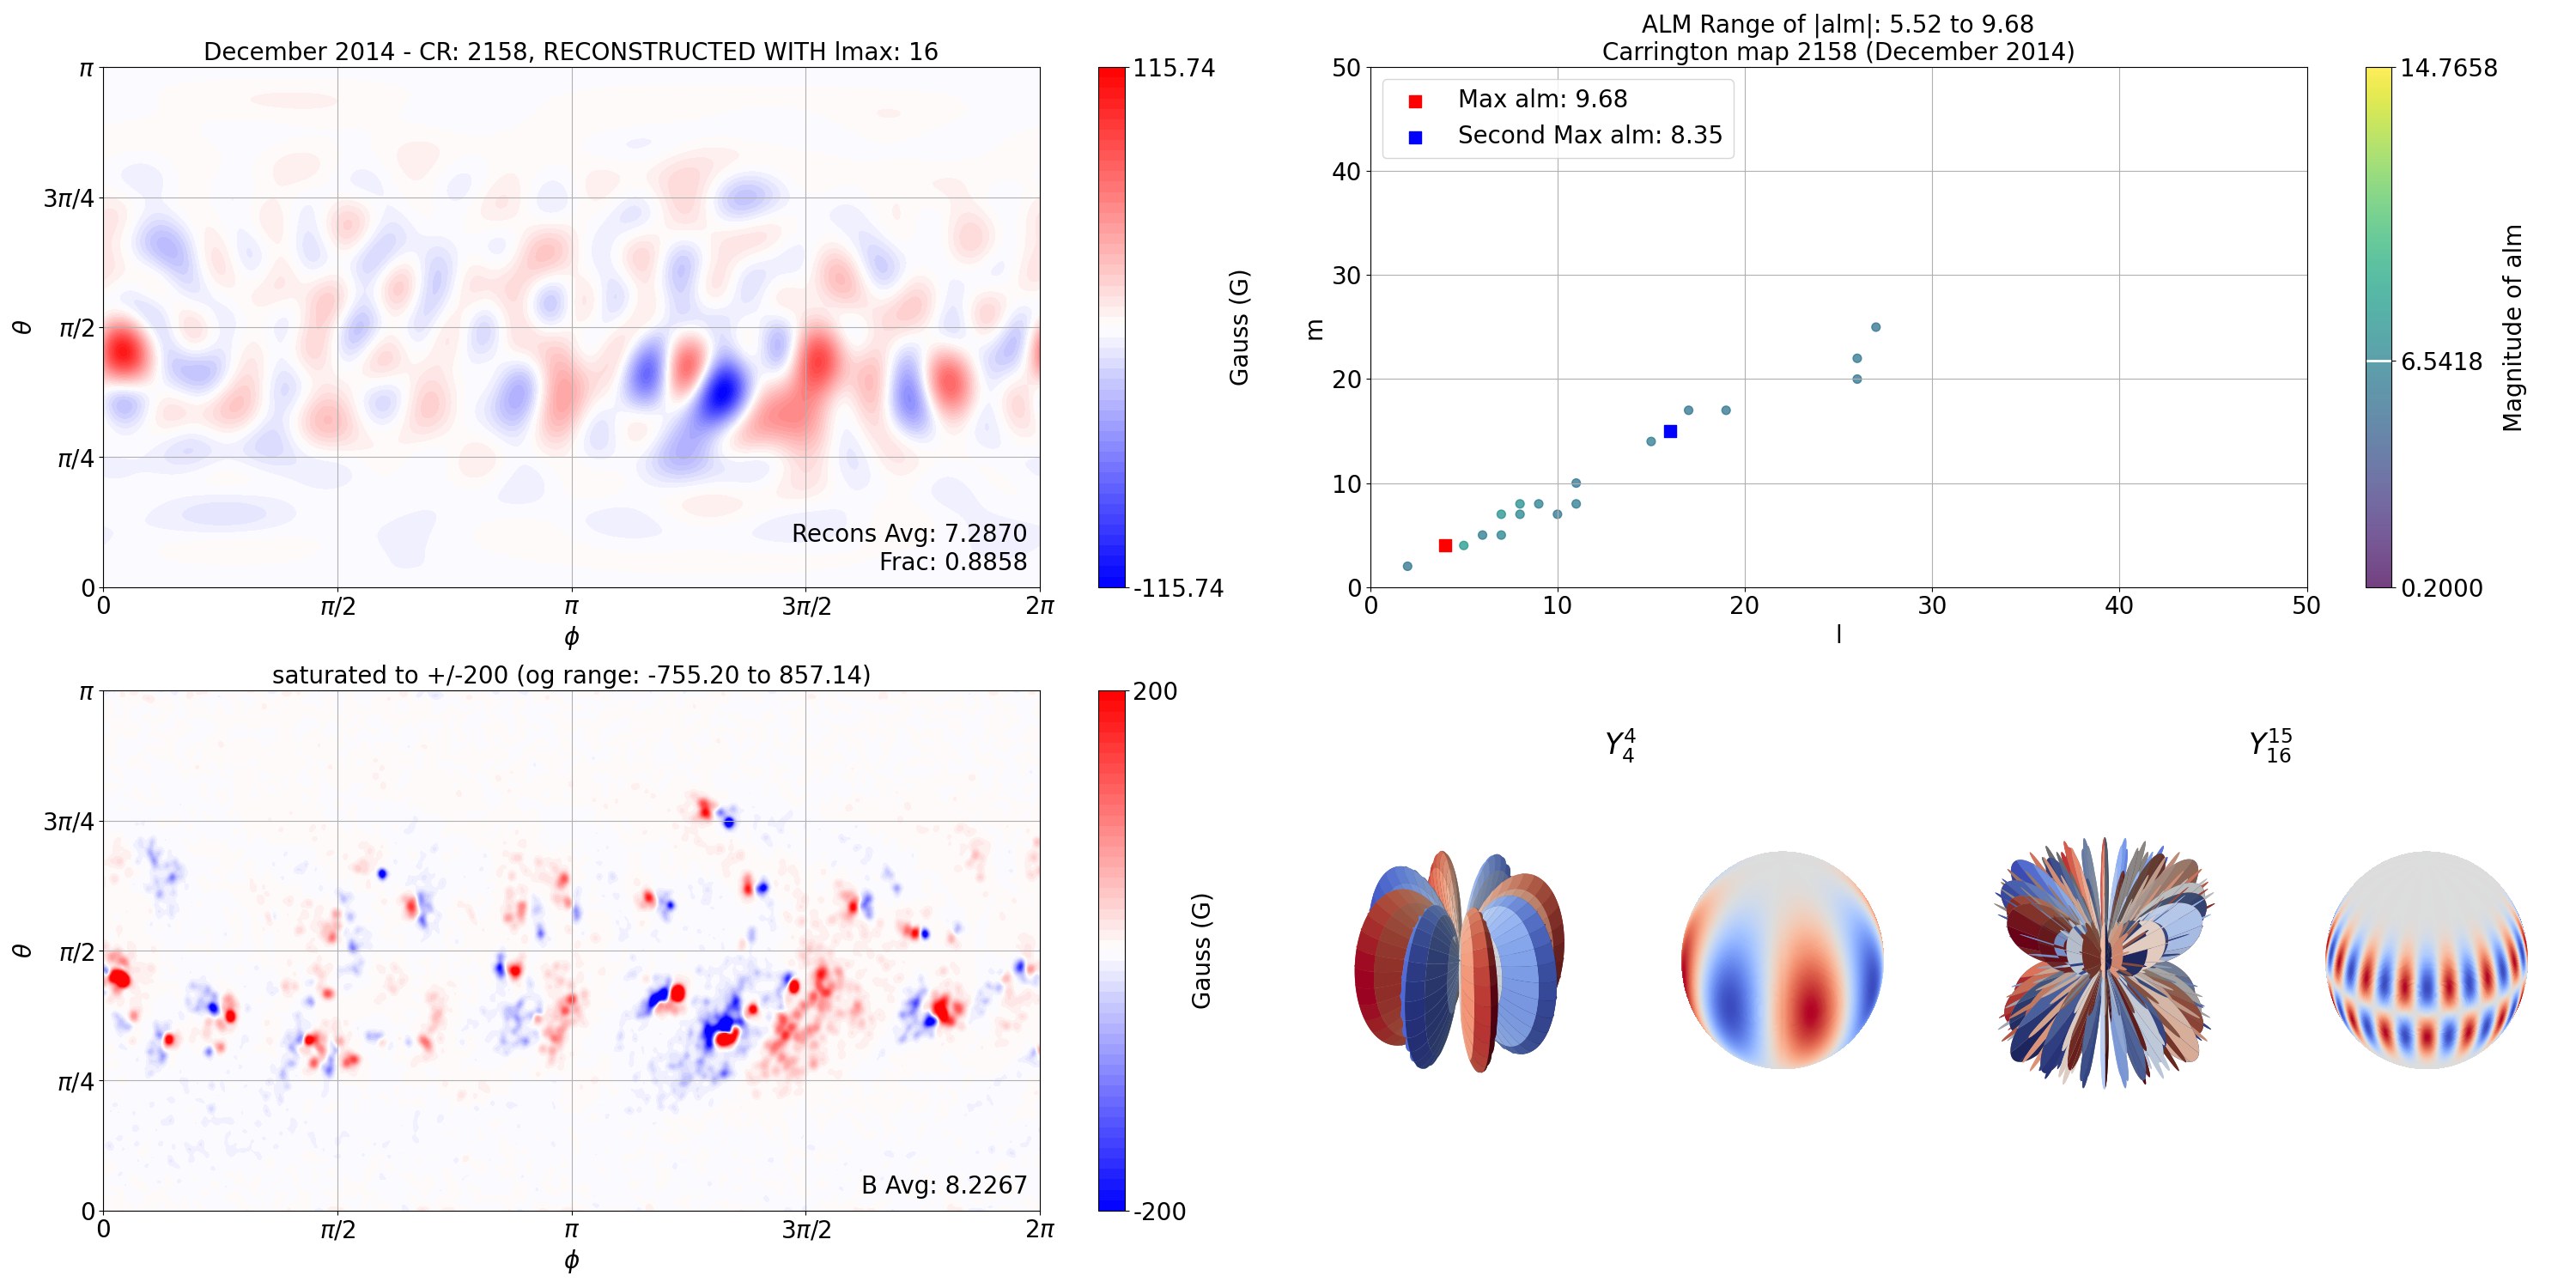 December 2014 - CR: 2158, RECONSTRUCTED WITH lmax: 16
π
3π/4
π/2
π/4
0
θ
0
π/2
π
3π/2
2π
ϕ
Recons Avg: 7.2870
Frac: 0.8858
115.74
-115.74
Gauss (G)
ALM Range of |alm|: 5.52 to 9.68
Carrington map 2158 (December 2014)
Max alm: 9.68
Second Max alm: 8.35
50
40
30
20
10
0
m
0
10
20
30
40
50
l
14.7658
6.5418
0.2000
Magnitude of alm
saturated to +/-200 (og range: -755.20 to 857.14)
π
3π/4
π/2
π/4
0
θ
0
π/2
π
3π/2
2π
ϕ
B Avg: 8.2267
200
-200
Gauss (G)
Y₄⁴
Y₁₆¹⁵